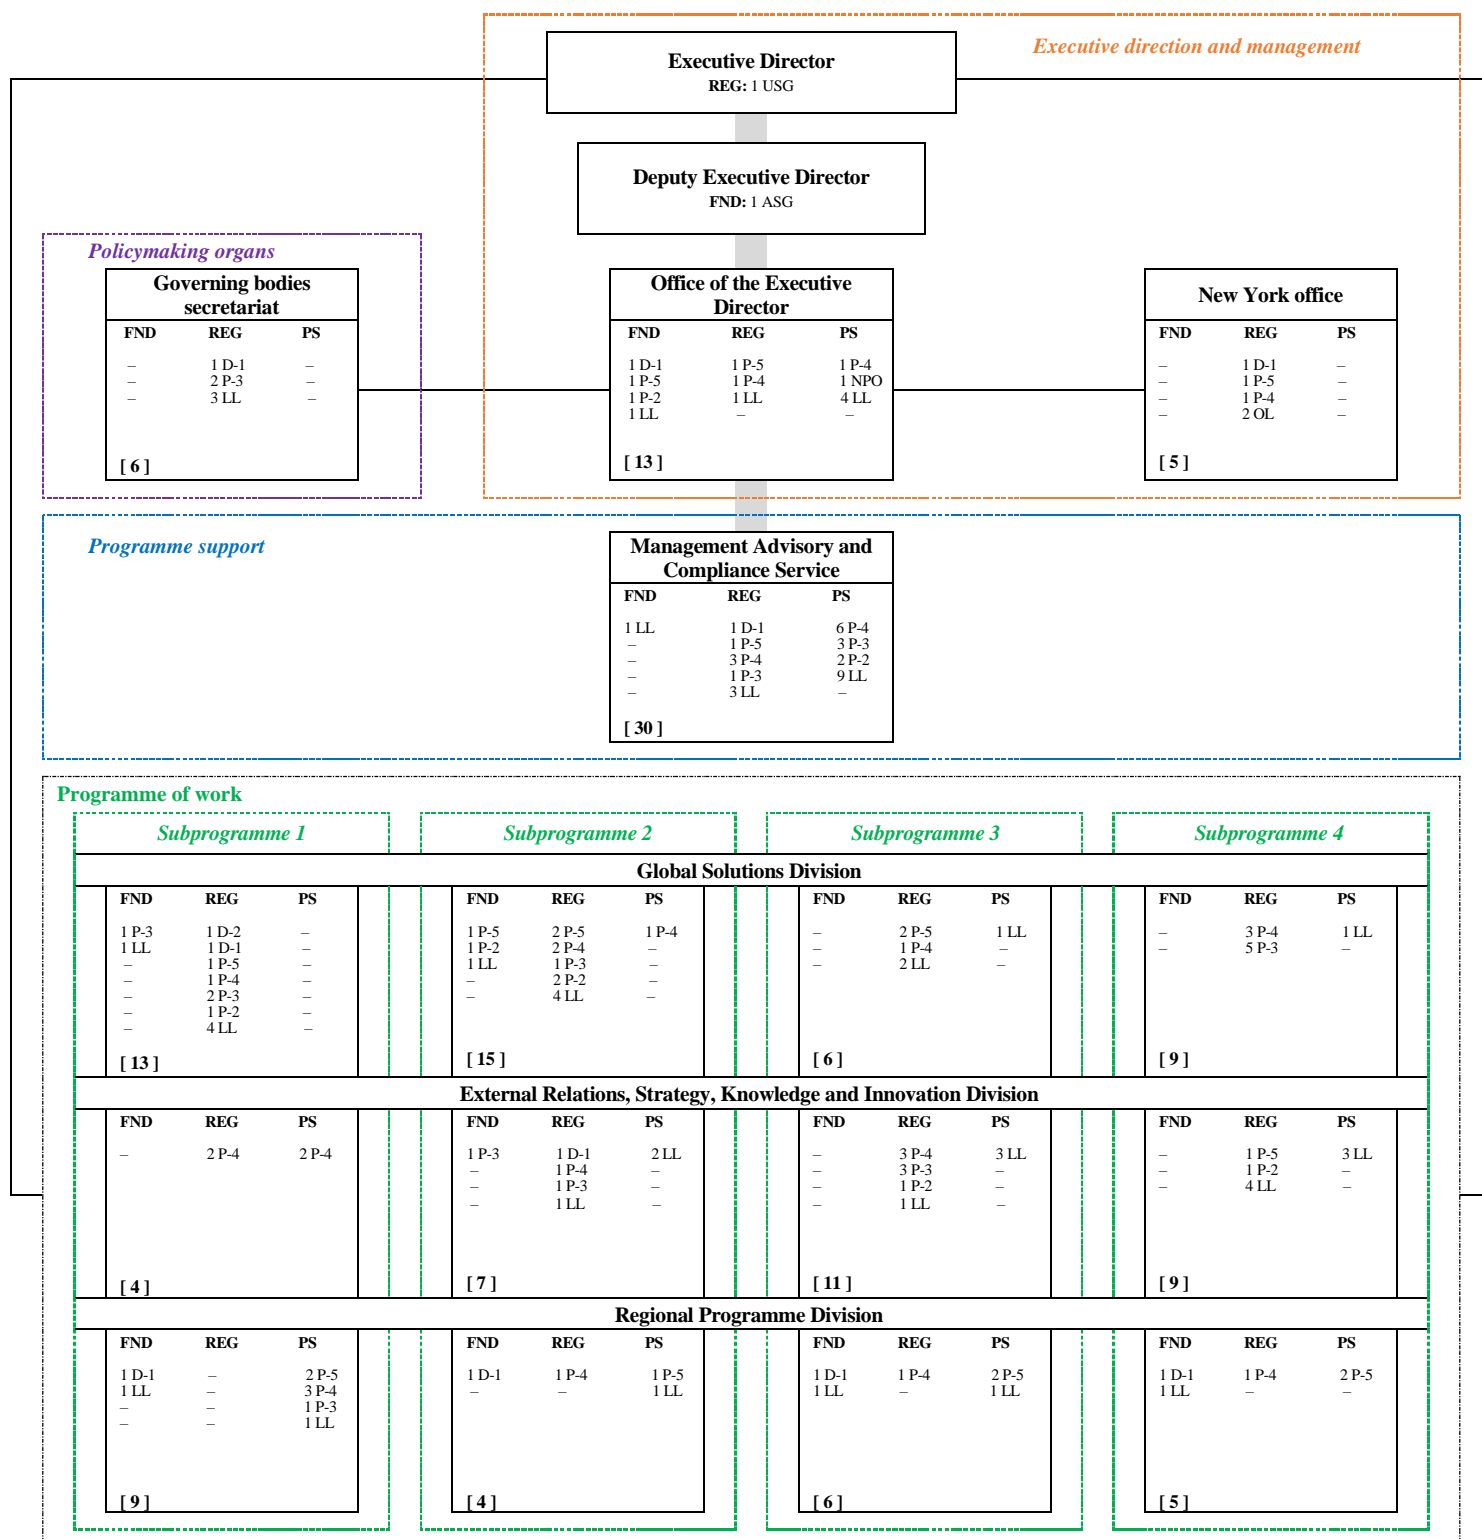 Executive direction and management
Executive Director
REG: 1 USG
Deputy Executive Director
FND: 1 ASG
Policymaking organs
Governing bodies
secretariat
FND REG PS
– 1 D-1 –
– 2 P-3 –
– 3 LL –
[ 6 ]
Office of the Executive
Director
FND REG PS
1 D-1 1 P-5 1 P-4
1 P-5 1 P-4 1 NPO
1 P-2 1 LL 4 LL
1 LL – –
[ 13 ]
New York office
FND REG PS
– 1 D-1 –
– 1 P-5 –
– 1 P-4 –
– 2 OL –
[ 5 ]
Programme support
Management Advisory and
Compliance Service
FND REG PS
1 LL 1 D-1 6 P-4
– 1 P-5 3 P-3
– 3 P-4 2 P-2
– 1 P-3 9 LL
– 3 LL –
[ 30 ]
Programme of work
Subprogramme 1 Subprogramme 2 Subprogramme 3 Subprogramme 4
Global Solutions Division
FND REG PS
1 P-3 1 D-2 –
1 LL 1 D-1 –
– 1 P-5 –
– 1 P-4 –
– 2 P-3 –
– 1 P-2 –
– 4 LL –
[ 13 ]
FND REG PS
1 P-5 2 P-5 1 P-4
1 P-2 2 P-4 –
1 LL 1 P-3 –
– 2 P-2 –
– 4 LL –
[ 15 ]
FND REG PS
– 2 P-5 1 LL
– 1 P-4 –
– 2 LL –
[ 6 ]
FND REG PS
– 3 P-4 1 LL
– 5 P-3 –
[ 9 ]
External Relations, Strategy, Knowledge and Innovation Division
FND REG PS
– 2 P-4 2 P-4
[ 4 ]
FND REG PS
1 P-3 1 D-1 2 LL
– 1 P-4 –
– 1 P-3 –
– 1 LL –
[ 7 ]
FND REG PS
– 3 P-4 3 LL
– 3 P-3 –
– 1 P-2 –
– 1 LL –
[ 11 ]
FND REG PS
– 1 P-5 3 LL
– 1 P-2 –
– 4 LL –
[ 9 ]
Regional Programme Division
FND REG PS
1 D-1 – 2 P-5
1 LL – 3 P-4
– – 1 P-3
– – 1 LL
[ 9 ]
FND REG PS
1 D-1 1 P-4 1 P-5
– – 1 LL
[ 4 ]
FND REG PS
1 D-1 1 P-4 2 P-5
1 LL – 1 LL
[ 6 ]
FND REG PS
1 D-1 1 P-4 2 P-5
1 LL – –
[ 5 ]